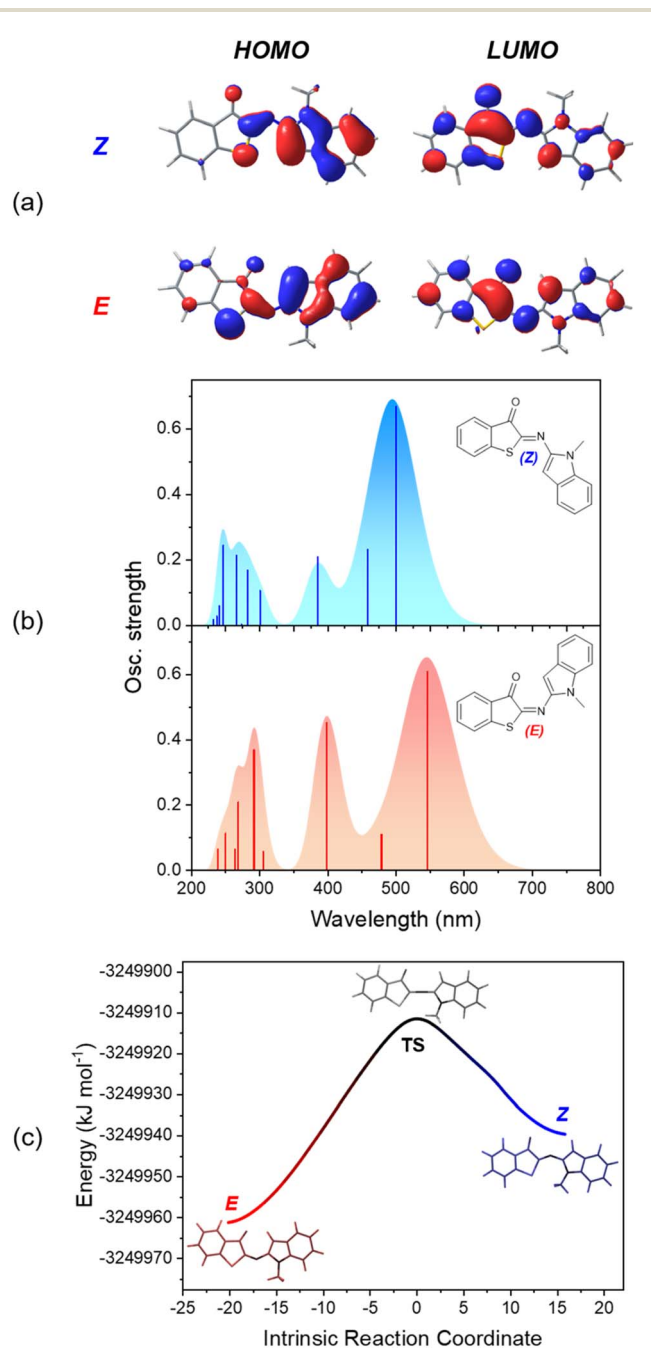 HOMO LUMO
Z
(a)
E
0.6
0.4
0.2
0.0
O
S
N
(Z)
N
(b)
Osc. strength
0.6
0.4
0.2
0.0
O
S
N
(E)
N
200 300 400 500 600 700 800
Wavelength (nm)
(c)
Energy (kJ mol⁻¹)
-3249900
-3249910
-3249920
-3249930
-3249940
-3249950
-3249960
-3249970
TS
Z
E
-25 -20 -15 -10 -5 0 5 10 15 20
Intrinsic Reaction Coordinate